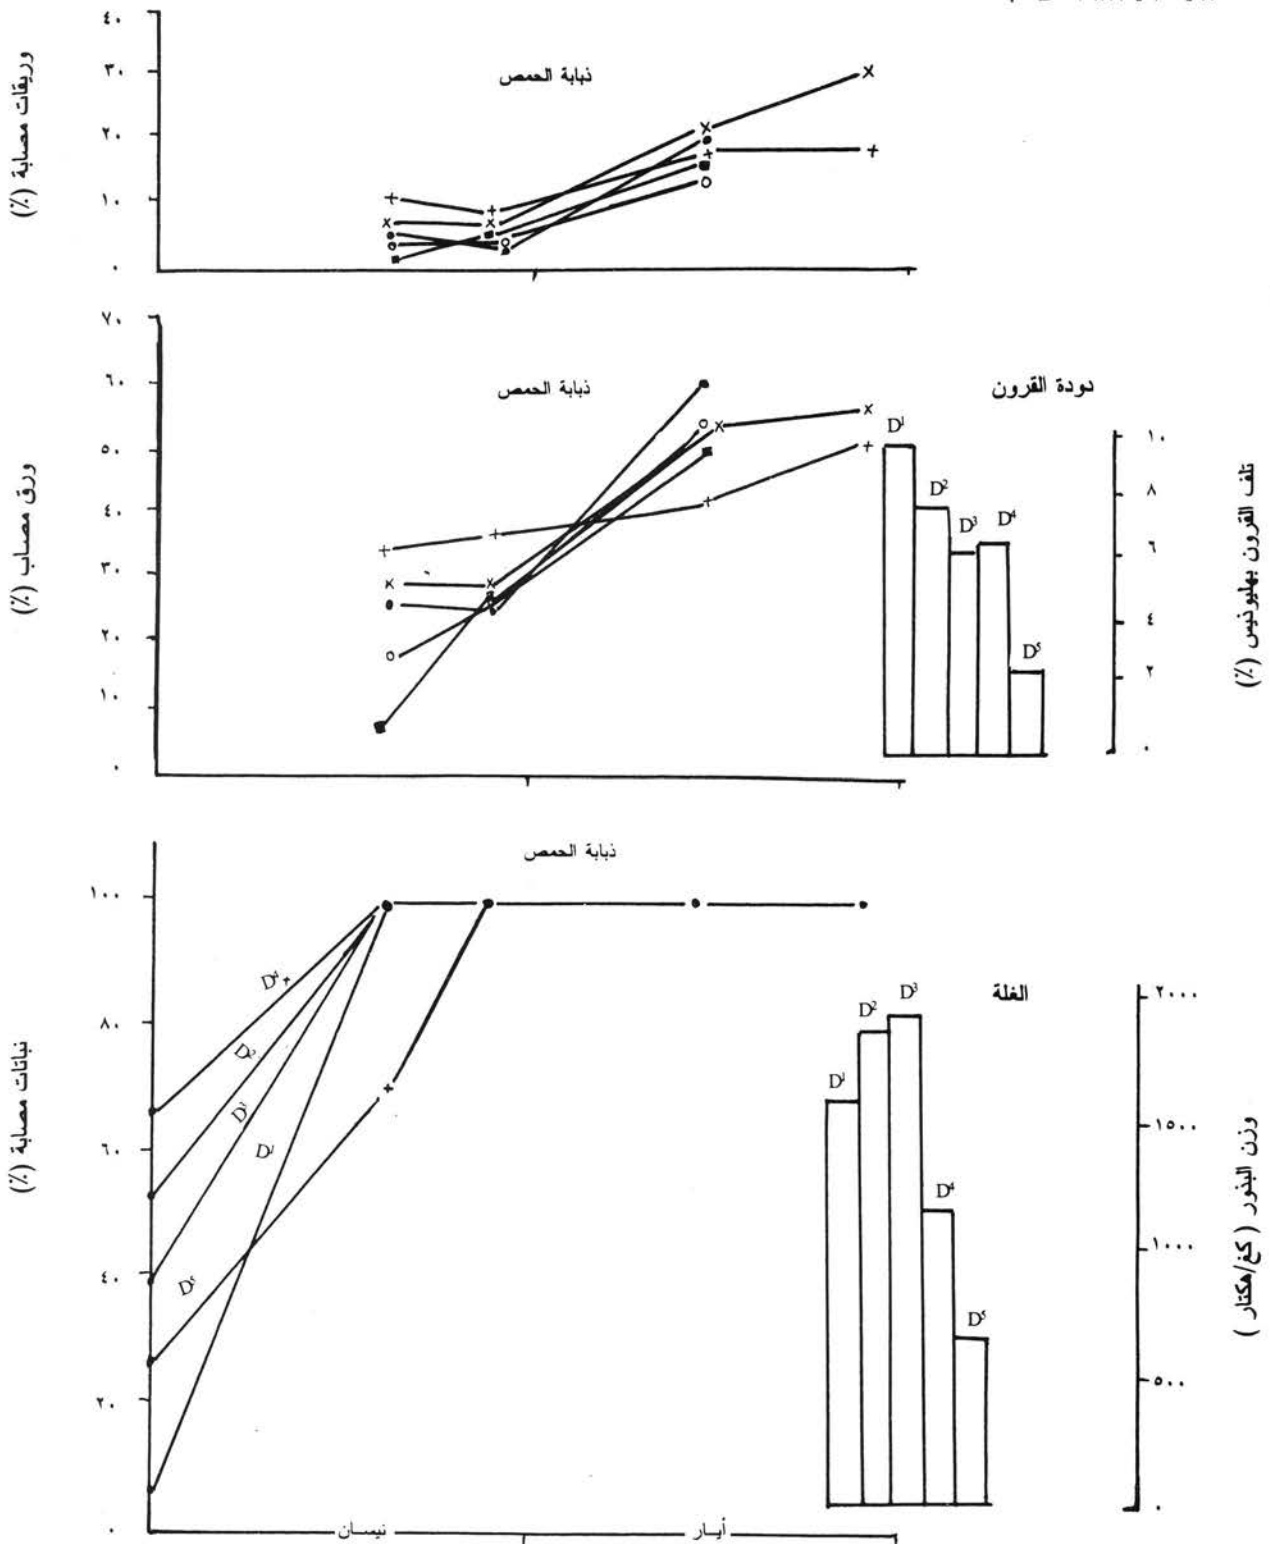 ٤٠
٣٠
٢٠
١٠
٠
وريقات مصابة (٪)
ذبابة الحمص
٧٠
٦٠
٥٠
٤٠
٣٠
٢٠
١٠
٠
ورق مصاب (٪)
ذبابة الحمص
دودة القرون
D¹
D²
D³
D⁴
D⁵
١٠
٨
٦
٤
٢
٠
تلف القرون بهليوثيس (٪)
ذبابة الحمص
١٠٠
٨٠
٦٠
٤٠
٢٠
٠
نباتات مصابة (٪)
D⁴
D²
D³
D¹
D⁵
نيسان
أيار
الغلة
D¹
D²
D³
D⁴
D⁵
٢٠٠٠
١٥٠٠
١٠٠٠
٥٠٠
٠
وزن البذور (كغ/هكتار)